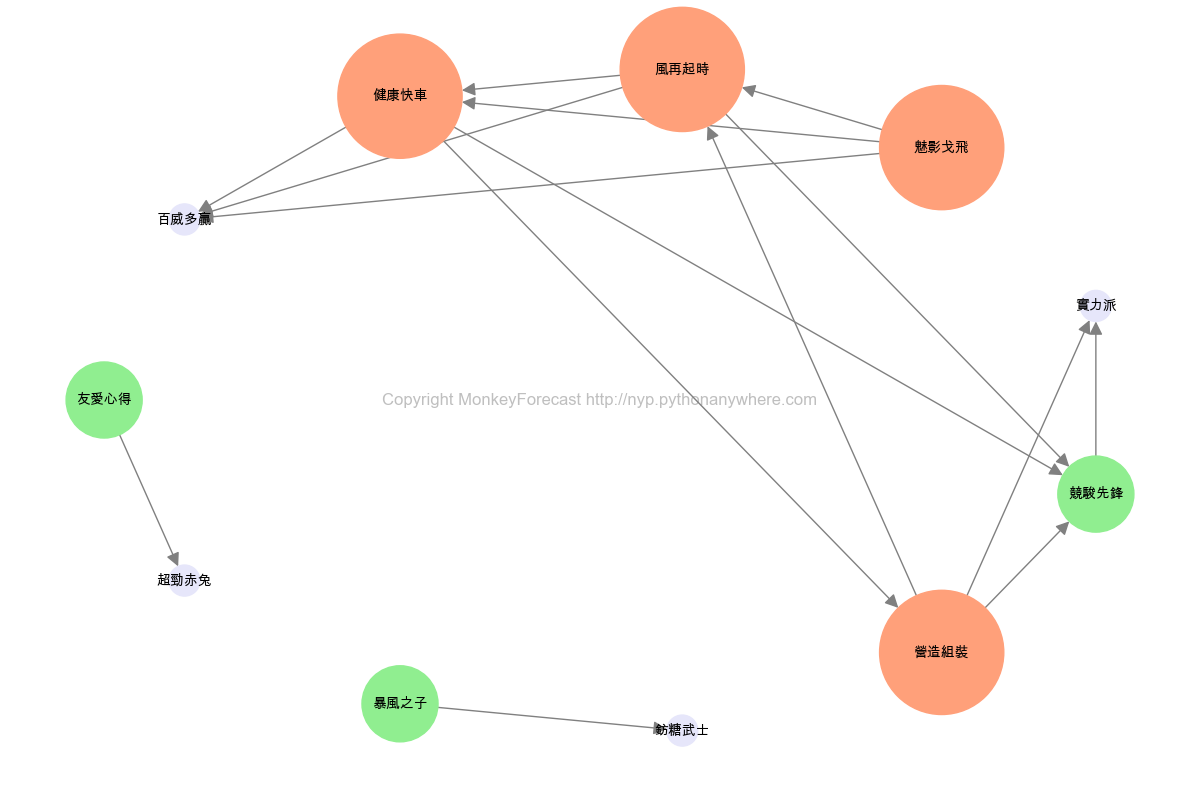 風再起時
健康快車
魅影戈飛
百威多贏
實力派
友愛心得
Copyright MonkeyForecast http://nyp.pythonanywhere.com
競駿先鋒
超勁赤兔
營造組裝
暴風之子
魴糖武士